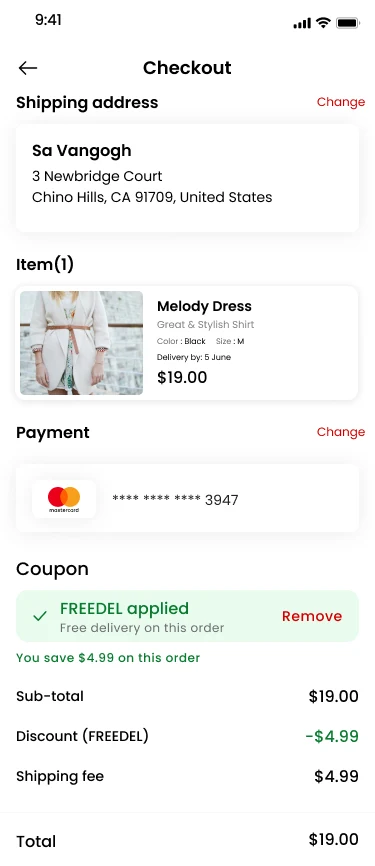 9:41
Checkout
Shipping address Change
Sa Vangogh
3 Newbridge Court
Chino Hills, CA 91709, United States
Item(1)
Melody Dress
Great & Stylish Shirt
Color : Black Size : M
Delivery by: 5 June
$19.00
Payment Change
mastercard
**** **** **** 3947
Coupon
FREEDEL applied
Free delivery on this order
Remove
You save $4.99 on this order
Sub-total $19.00
Discount (FREEDEL) -$4.99
Shipping fee $4.99
Total $19.00